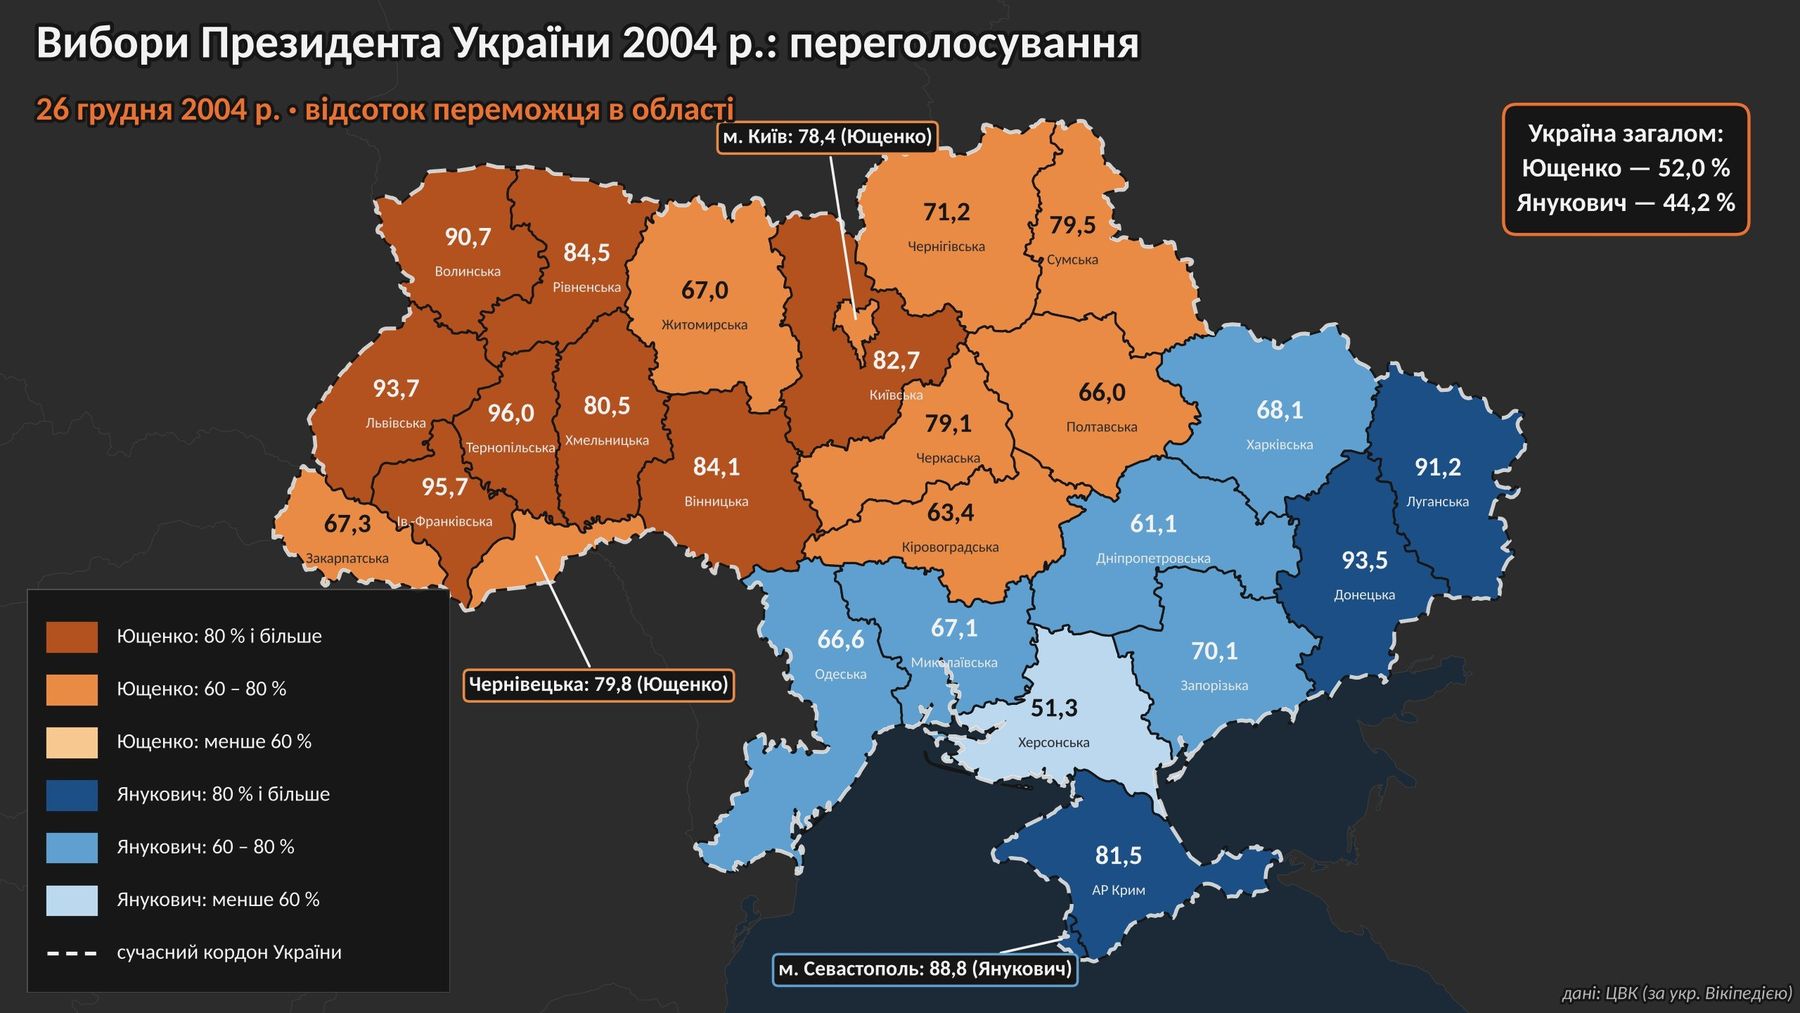 Вибори Президента України 2004 р.: переголосування
26 грудня 2004 р. · відсоток переможця в області
м. Київ: 78,4 (Ющенко)
Україна загалом:
Ющенко — 52,0 %
Янукович — 44,2 %
90,7
Волинська
84,5
Рівненська
67,0
Житомирська
71,2
Чернігівська
79,5
Сумська
82,7
Київська
93,7
Львівська
96,0
Тернопільська
80,5
Хмельницька
84,1
Вінницька
79,1
Черкаська
66,0
Полтавська
68,1
Харківська
91,2
Луганська
95,7
Ів.-Франківська
67,3
Закарпатська
63,4
Кіровоградська
61,1
Дніпропетровська
93,5
Донецька
66,6
Одеська
67,1
Миколаївська
70,1
Запорізька
51,3
Херсонська
81,5
АР Крим
Чернівецька: 79,8 (Ющенко)
м. Севастополь: 88,8 (Янукович)
Ющенко: 80 % і більше
Ющенко: 60 – 80 %
Ющенко: менше 60 %
Янукович: 80 % і більше
Янукович: 60 – 80 %
Янукович: менше 60 %
сучасний кордон України
дані: ЦВК (за укр. Вікіпедією)